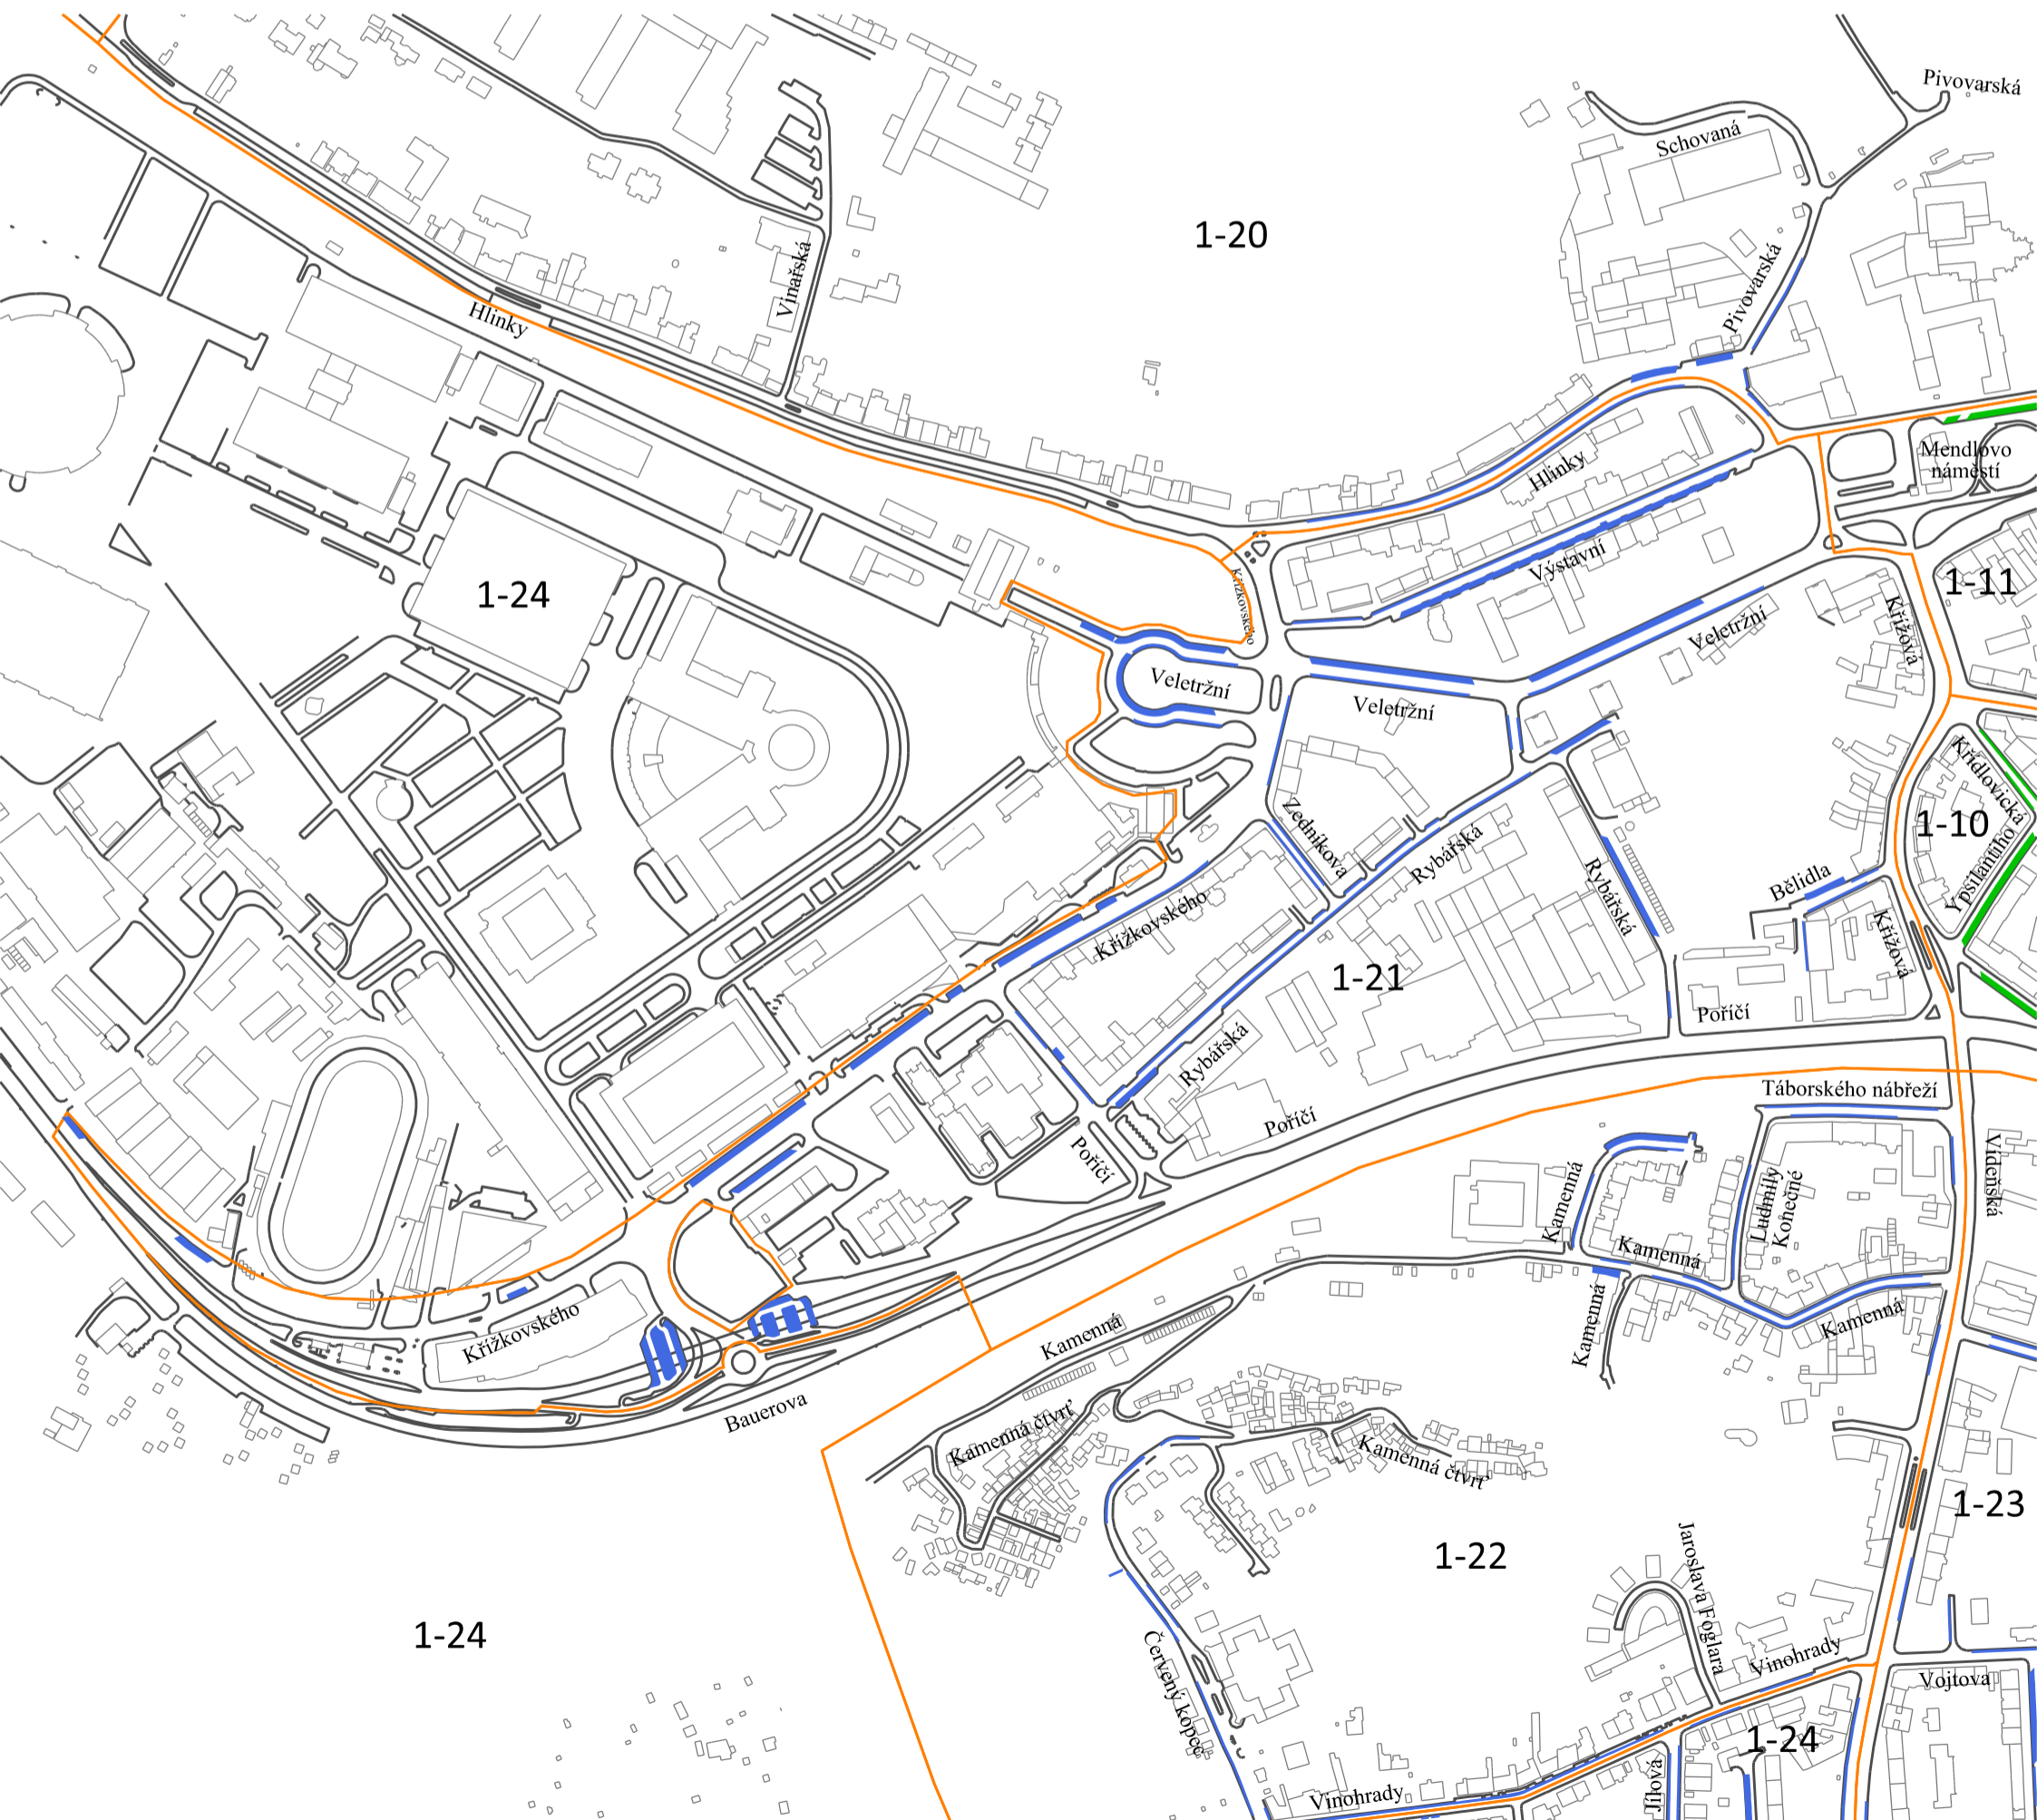 Pivovarská
Schovaná
1-20
Vinařská
Pivovarská
Hlinky
Mendlovo
náměstí
Hlinky
Výstavní
1-24
Křížkovského
1-11
Křížová
Veletržní
Veletržní
Veletržní
Křídlovická
1-10
Zedníkova
Rybářská
Ypsilantiho
Rybářská
Bělidla
Křížkovského
Křížová
1-21
Poříčí
Rybářská
Táborského nábřeží
Poříčí
Poříčí
Vídeňská
Kamenná
Ludmily
Konečné
Kamenná
Křížkovského
Kamenná
Kamenná
Kamenná
Bauerova
Kamenná čtvrť
Kamenná čtvrť
1-23
1-22
Jaroslava Foglara
1-24
Červený kopec
Vinohrady
Vojtova
1-24
Jílová
Vinohrady